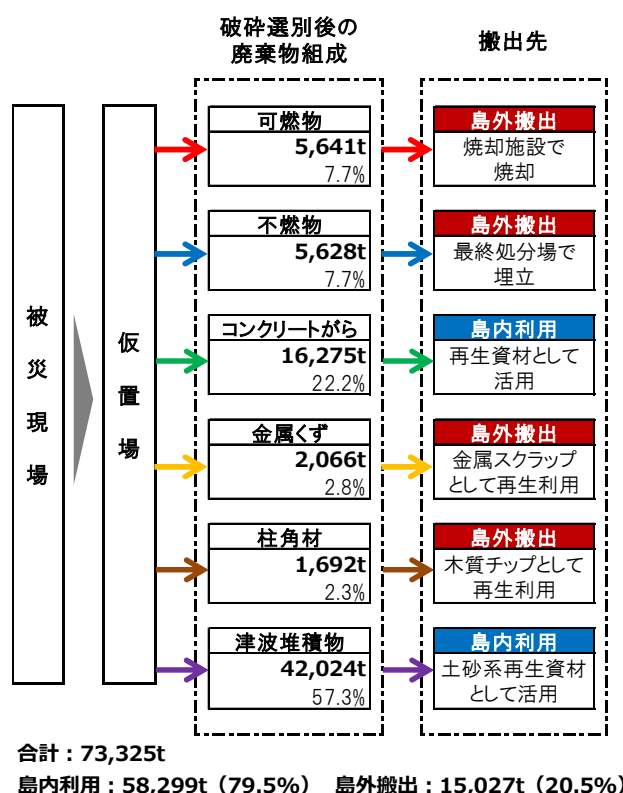 破砕選別後の
廃棄物組成
搬出先
被災現場
仮置場
可燃物
5,641t
7.7%
島外搬出
焼却施設で
焼却
不燃物
5,628t
7.7%
島外搬出
最終処分場で
埋立
コンクリートがら
16,275t
22.2%
島内利用
再生資材として
活用
金属くず
2,066t
2.8%
島外搬出
金属スクラップ
として再生利用
柱角材
1,692t
2.3%
島外搬出
木質チップとして
再生利用
津波堆積物
42,024t
57.3%
島内利用
土砂系再生資材
として活用
合計：73,325t
島内利用：58,299t（79.5%） 島外搬出：15,027t（20.5%）